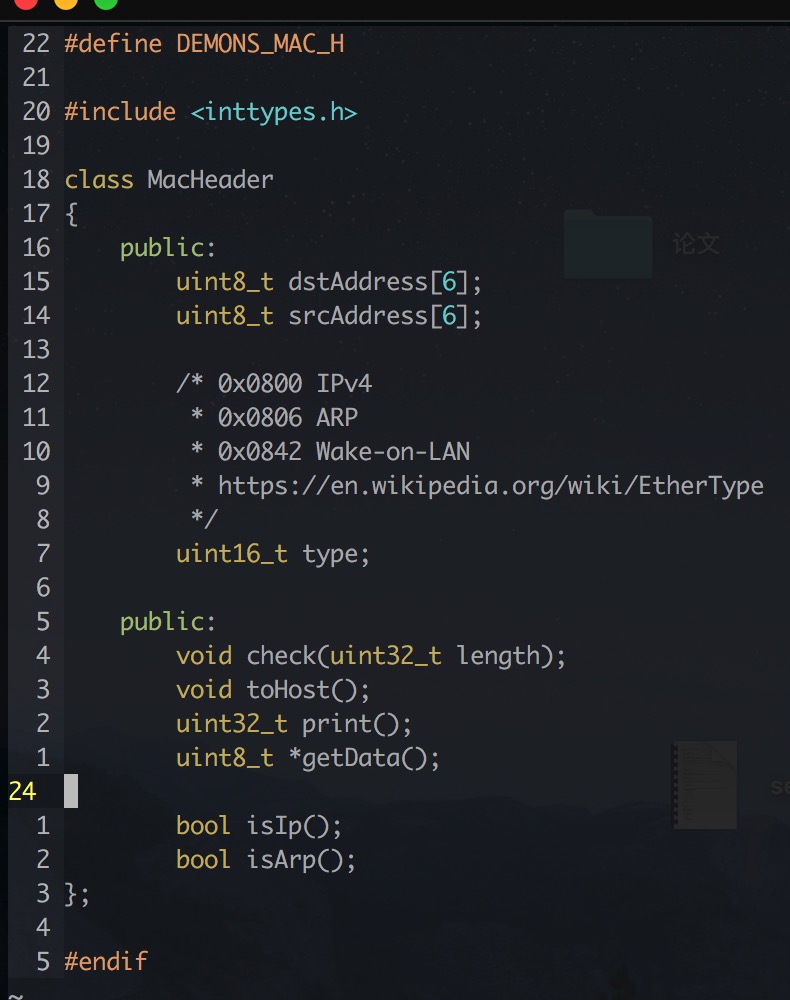 22 #define DEMONS_MAC_H
21
20 #include <inttypes.h>
19
18 class MacHeader
17 {
16     public:
15         uint8_t dstAddress[6];
14         uint8_t srcAddress[6];
13
12         /* 0x0800 IPv4
11          * 0x0806 ARP
10          * 0x0842 Wake-on-LAN
9          * https://en.wikipedia.org/wiki/EtherType
8          */
7         uint16_t type;
6
5     public:
4         void check(uint32_t length);
3         void toHost();
2         uint32_t print();
1         uint8_t *getData();
24
1         bool isIp();
2         bool isArp();
3 };
4
5 #endif
~
论文